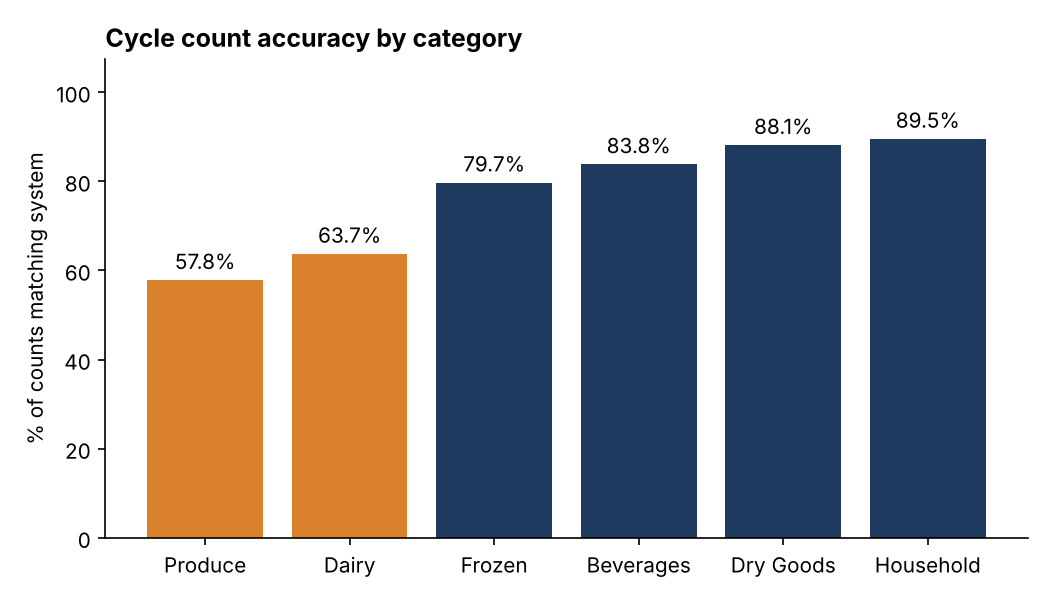 Cycle count accuracy by category
% of counts matching system
100
80
60
40
20
0
57.8%
63.7%
79.7%
83.8%
88.1%
89.5%
Produce
Dairy
Frozen
Beverages
Dry Goods
Household